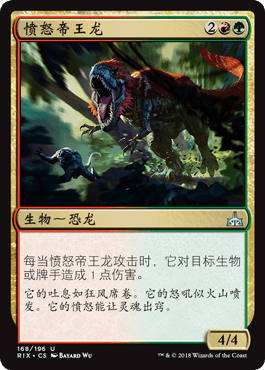 愤怒帝王龙 2
生物～恐龙
每当愤怒帝王龙攻击时，它对目标生物
或牌手造成1点伤害。
它的吐息如狂风席卷。它的怒吼似火山喷
发。它的愤怒能让灵魂出窍。
4/4
168/196 U
RIX • CS BAYARD WU
™ & © 2018 Wizards of the Coast